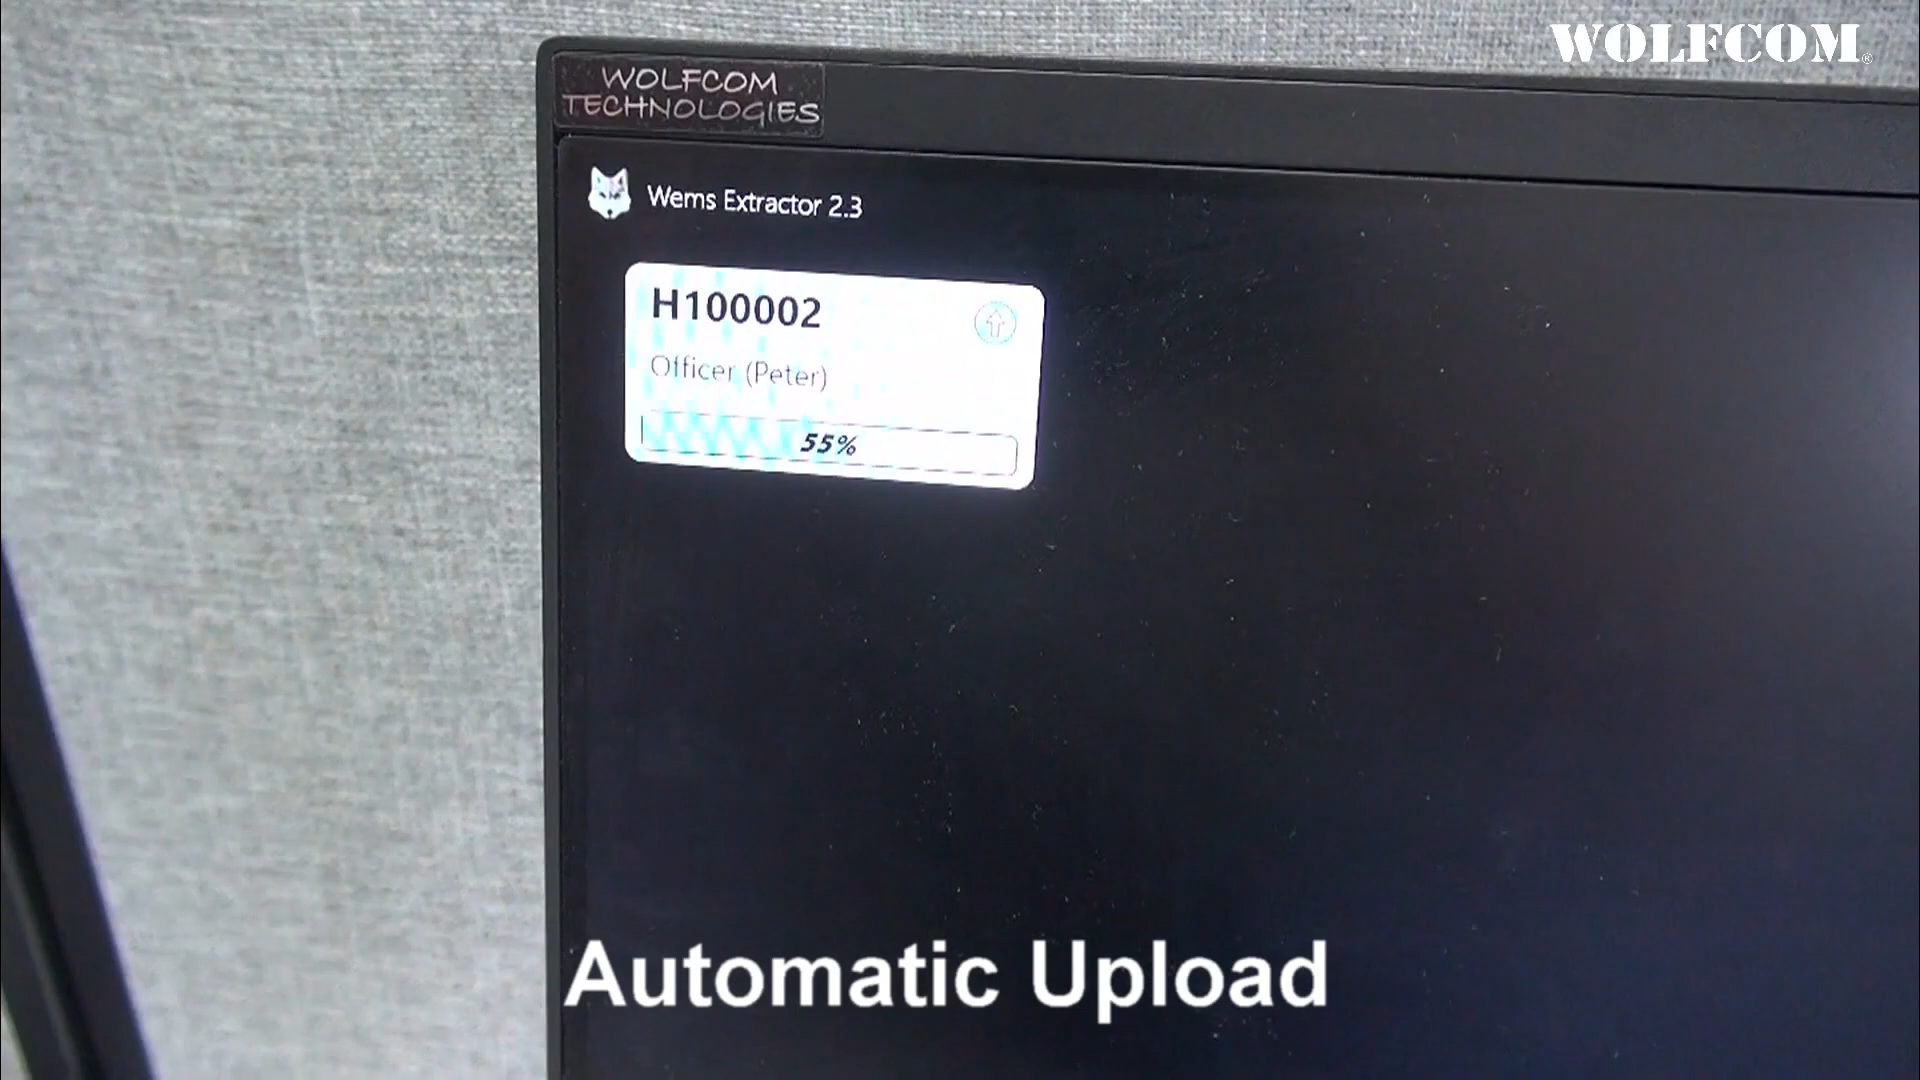 WOLFCOM®
WOLFCOM
TECHNOLOGIES
Wems Extractor 2.3
H100002
Officer (Peter)
55%
Automatic Upload